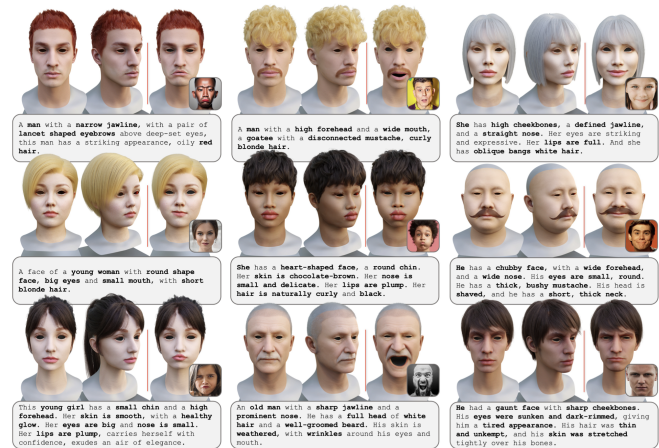 A man with a narrow jawline, with a pair of
lancet shaped eyebrows above deep-set eyes,
this man has a striking appearance, oily red
hair.
A man with a high forehead and a wide mouth,
a goatee with a disconnected mustache, curly
blonde hair.
She has high cheekbones, a defined jawline,
and a straight nose. Her eyes are striking
and expressive. Her lips are full. And she
has oblique bangs white hair.
A face of a young woman with round shape
face, big eyes and small mouth, with short
blonde hair.
She has a heart-shaped face, a round chin.
Her skin is chocolate-brown. Her nose is
small and delicate. Her lips are plump. Her
hair is naturally curly and black.
He has a chubby face, with a wide forehead,
and a wide nose. His eyes are small, round.
He has a thick, bushy mustache. His head is
shaved, and he has a short, thick neck.
This young girl has a small chin and a high
forehead. Her skin is smooth, with a healthy
glow. Her eyes are big and nose is small.
Her lips are plump, carries herself with
confidence, exudes an air of elegance.
An old man with a sharp jawline and a
prominent nose. He has a full head of white
hair and a well-groomed beard. His skin is
weathered, with wrinkles around his eyes and
mouth.
He had a gaunt face with sharp cheekbones.
His eyes were sunken and dark-rimmed, giving
him a tired appearance. His hair was thin
and unkempt, and his skin was stretched
tightly over his bones.